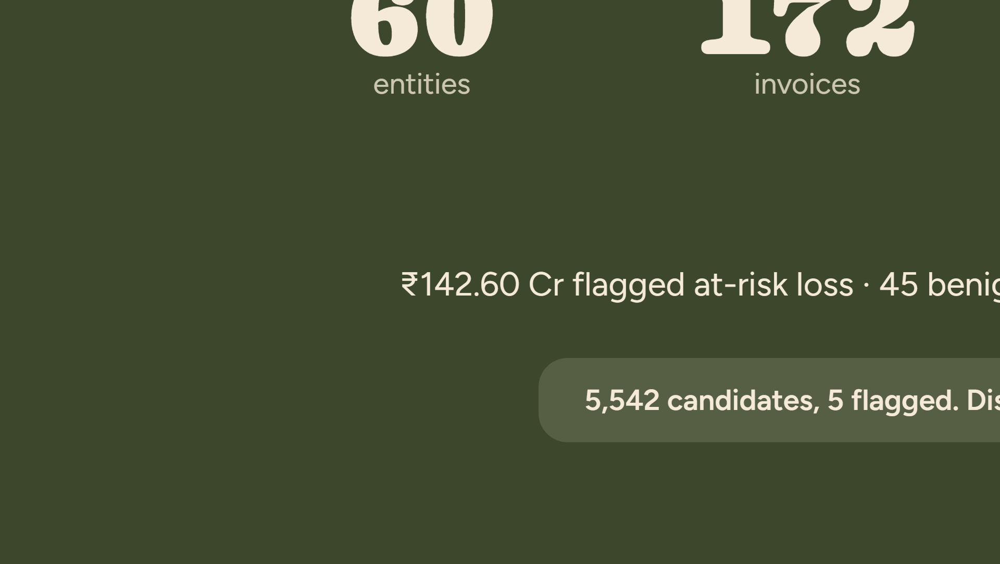 60 172
entities invoices
₹142.60 Cr flagged at-risk loss · 45
5,542 candidates, 5 flagged.